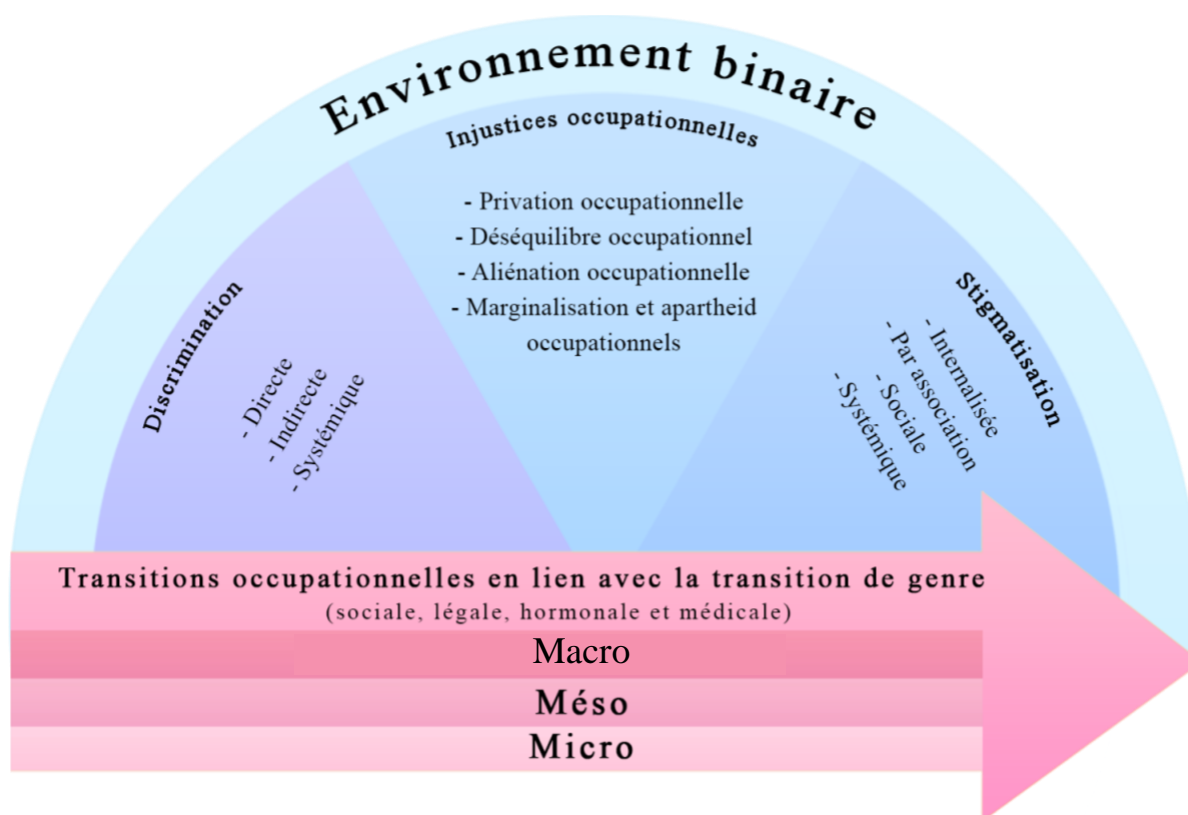 Environnement binaire
Injustices occupationnelles
- Privation occupationnelle
- Déséquilibre occupationnel
- Aliénation occupationnelle
- Marginalisation et apartheid
occupationnels
Discrimination
- Directe
- Indirecte
- Systémique
Stigmatisation
- Internalisée
- Par association
- Sociale
- Systémique
Transitions occupationnelles en lien avec la transition de genre
(sociale, légale, hormonale et médicale)
Macro
Méso
Micro